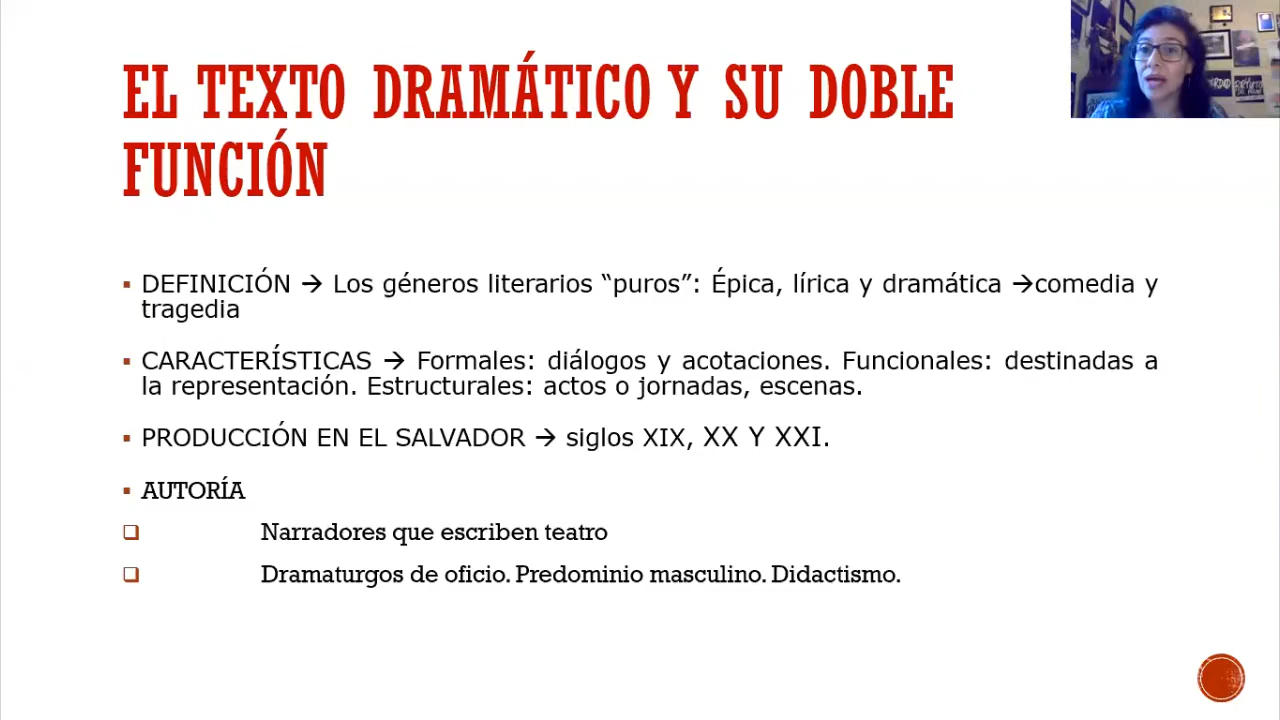 EL TEXTO DRAMÁTICO Y SU DOBLE
FUNCIÓN
▪ DEFINICIÓN → Los géneros literarios “puros”: Épica, lírica y dramática →comedia y
tragedia
▪ CARACTERÍSTICAS → Formales: diálogos y acotaciones. Funcionales: destinadas a
la representación. Estructurales: actos o jornadas, escenas.
▪ PRODUCCIÓN EN EL SALVADOR → siglos XIX, XX Y XXI.
▪ AUTORÍA
❑ Narradores que escriben teatro
❑ Dramaturgos de oficio. Predominio masculino. Didactismo.